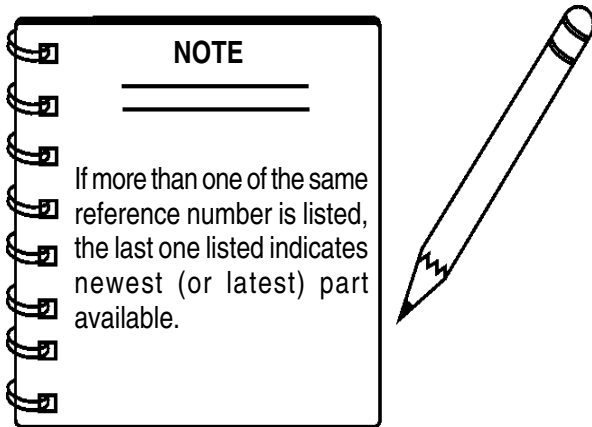 NOTE
If more than one of the same
reference number is listed,
the last one listed indicates
newest (or latest) part
available.